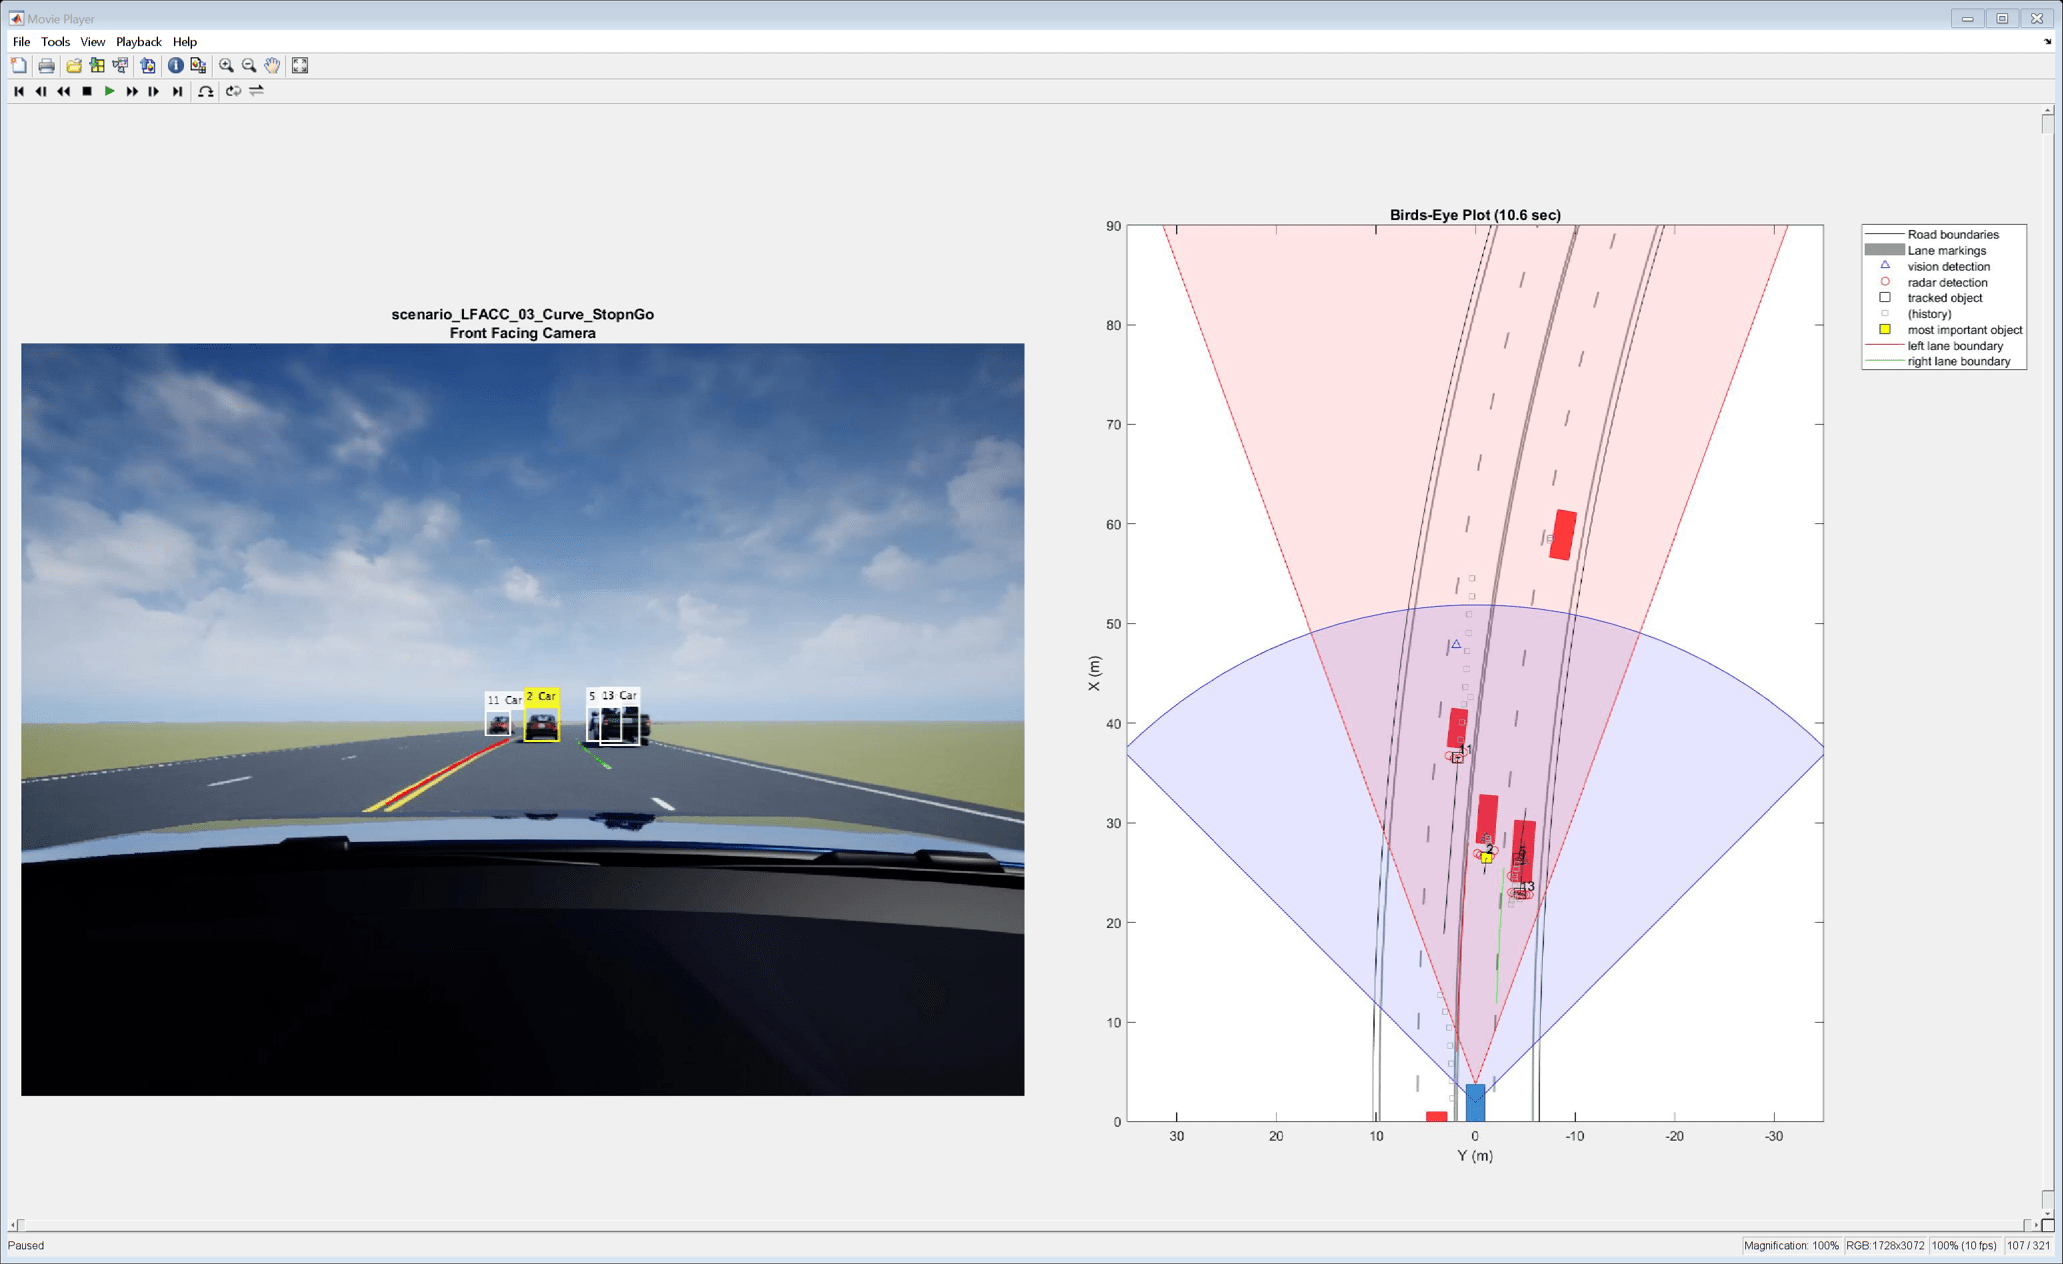 Movie Player
File Tools View Playback Help
scenario_LFACC_03_Curve_StopnGo
Front Facing Camera
11 Car
2 Car
5
13 Car
Birds-Eye Plot (10.6 sec)
90
80
70
60
50
40
30
20
10
0
X (m)
11
2
5
13
30 20 10 0 -10 -20 -30
Y (m)
Road boundaries
Lane markings
vision detection
radar detection
tracked object
(history)
most important object
left lane boundary
right lane boundary
Paused
Magnification: 100% RGB:1728x3072 100% (10 fps) 107 / 321